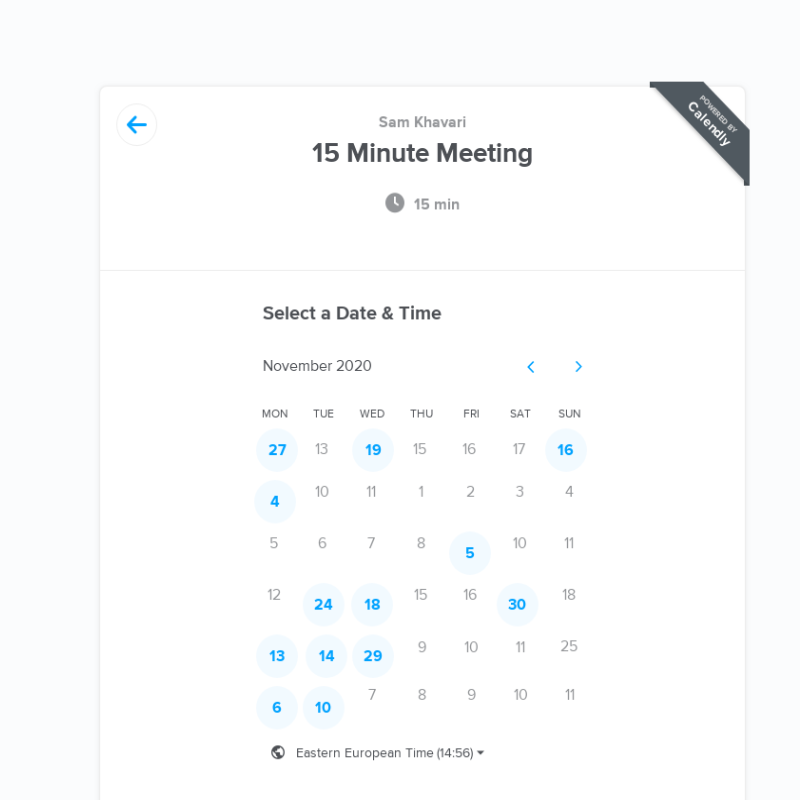 POWERED BY
Calendly
Sam Khavari
15 Minute Meeting
15 min
Select a Date & Time
November 2020
MON TUE WED THU FRI SAT SUN
27 13 19 15 16 17 16
4 10 11 1 2 3 4
5 6 7 8 5 10 11
12 24 18 15 16 30 18
13 14 29 9 10 11 25
6 10 7 8 9 10 11
Eastern European Time (14:56)